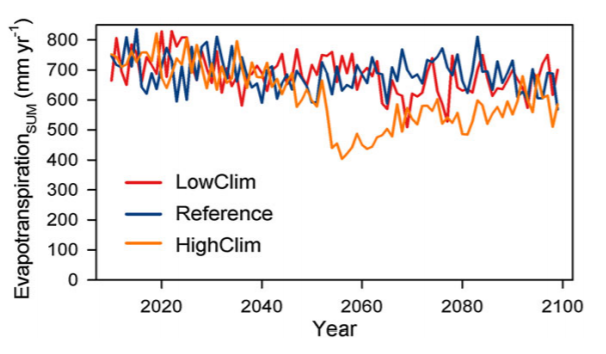 Evapotranspiration_SUM (mm yr⁻¹)
800
700
600
500
400
300
200
100
0
LowClim
Reference
HighClim
2020 2040 2060 2080 2100
Year